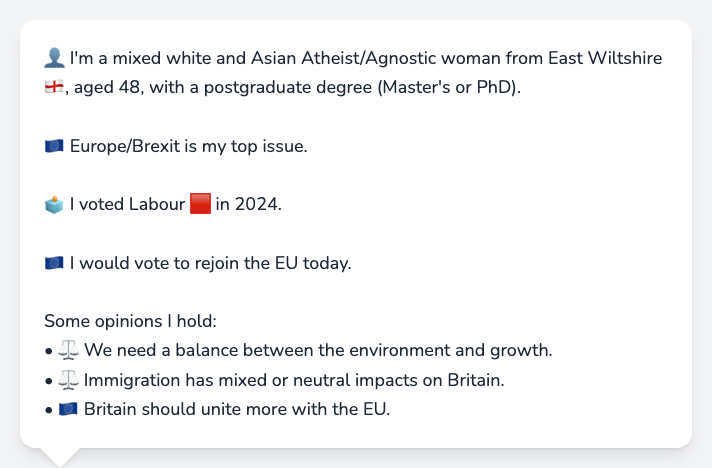 👤 I'm a mixed white and Asian Atheist/Agnostic woman from East Wiltshire
🏴󠁧󠁢󠁥󠁮󠁧󠁿, aged 48, with a postgraduate degree (Master's or PhD).
🇪🇺 Europe/Brexit is my top issue.
🗳️ I voted Labour 🟥 in 2024.
🇪🇺 I would vote to rejoin the EU today.
Some opinions I hold:
• ⚖️ We need a balance between the environment and growth.
• ⚖️ Immigration has mixed or neutral impacts on Britain.
• 🇪🇺 Britain should unite more with the EU.